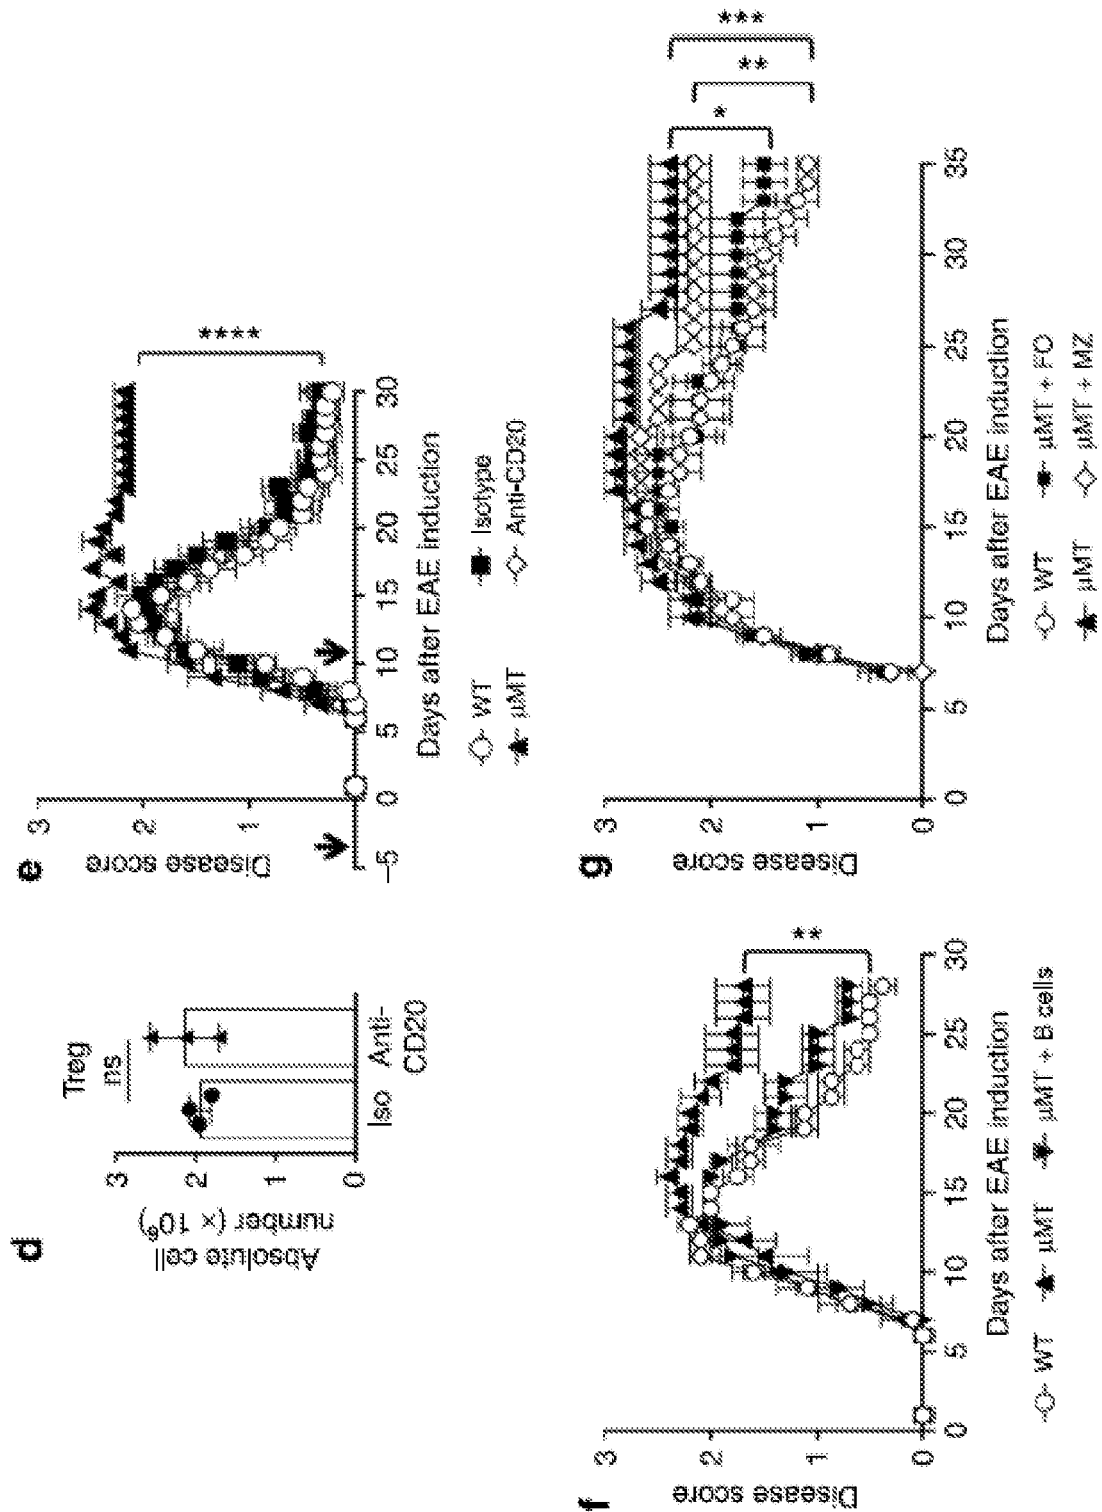 d
Treg
ns
Absolute cell
number (× 10⁶)
3
2
1
0
Iso
Anti-
CD20
e
Disease score
3
2
1
–5 0 5 10 15 20 25 30
Days after EAE induction
****
WT
Isotype
µMT
Anti-CD20
f
Disease score
3
2
1
0
0 5 10 15 20 25 30
Days after EAE induction
**
WT
µMT
µMT + B cells
g
Disease score
3
2
1
0
0 5 10 15 20 25 30 35
Days after EAE induction
*
**
***
WT
µMT + FO
µMT
µMT + MZ